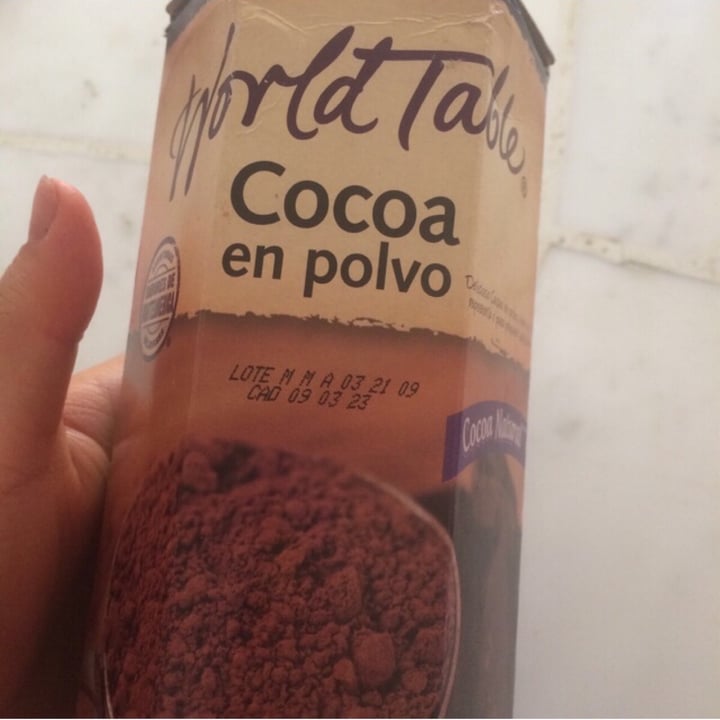 World Table®
Cocoa
en polvo
LOTE M M A 03 21 09
CAD 09 03 23
Cocoa Natural